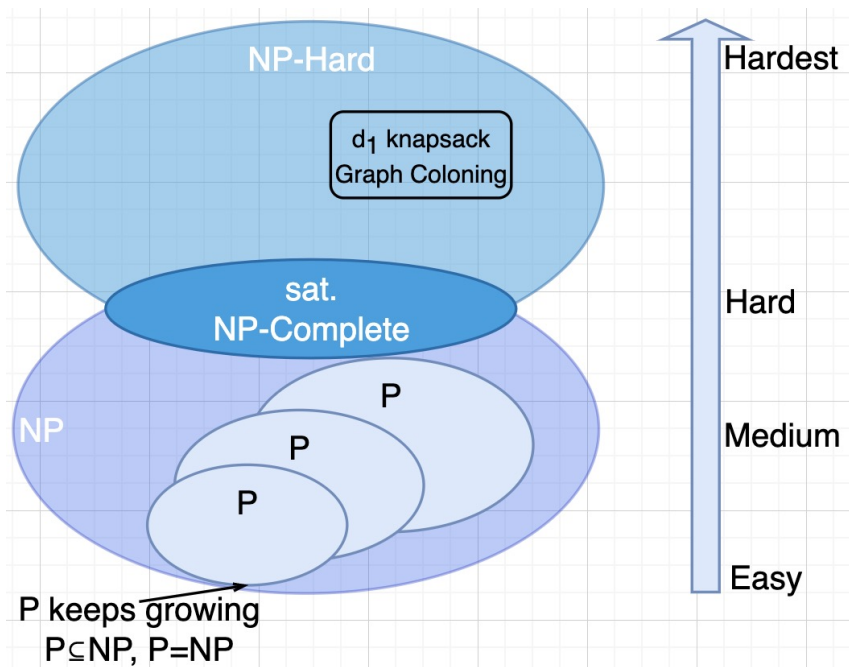 NP-Hard
Hardest
d₁ knapsack
Graph Coloning
sat.
NP-Complete
Hard
P
NP
P
Medium
P
Easy
P keeps growing
P⊆NP, P=NP